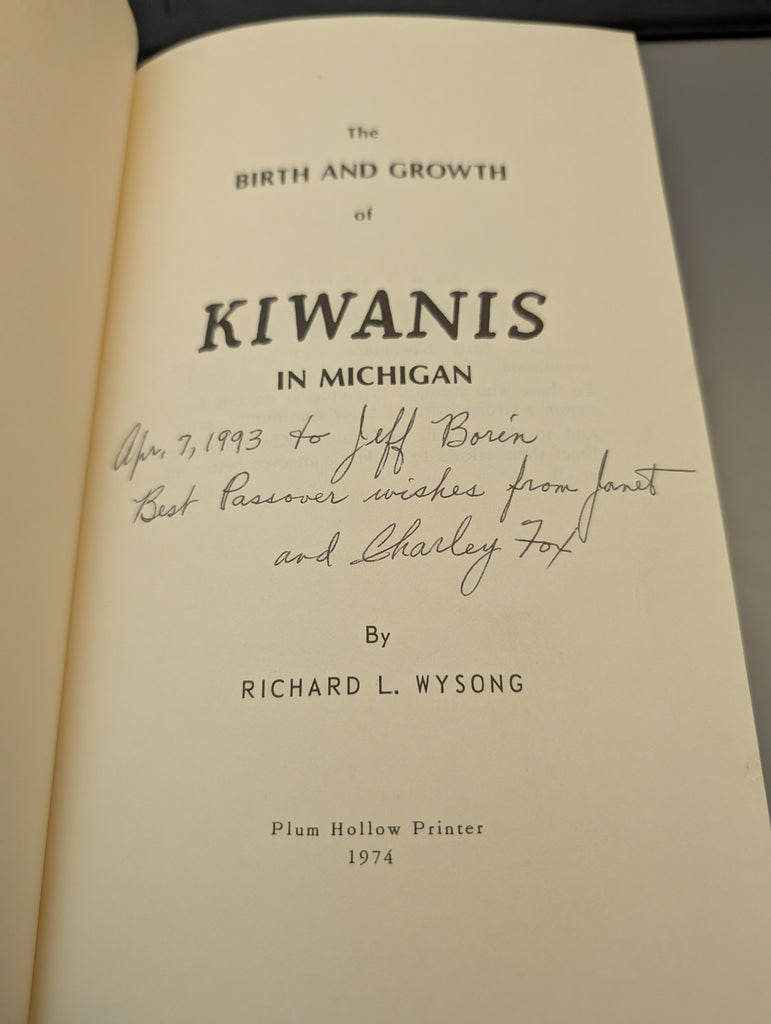 The
BIRTH AND GROWTH
of
KIWANIS
IN MICHIGAN
Apr. 7, 1993 to Jeff Borin
Best Passover wishes from Janet
and Charley Fox
By
RICHARD L. WYSONG
Plum Hollow Printer
1974